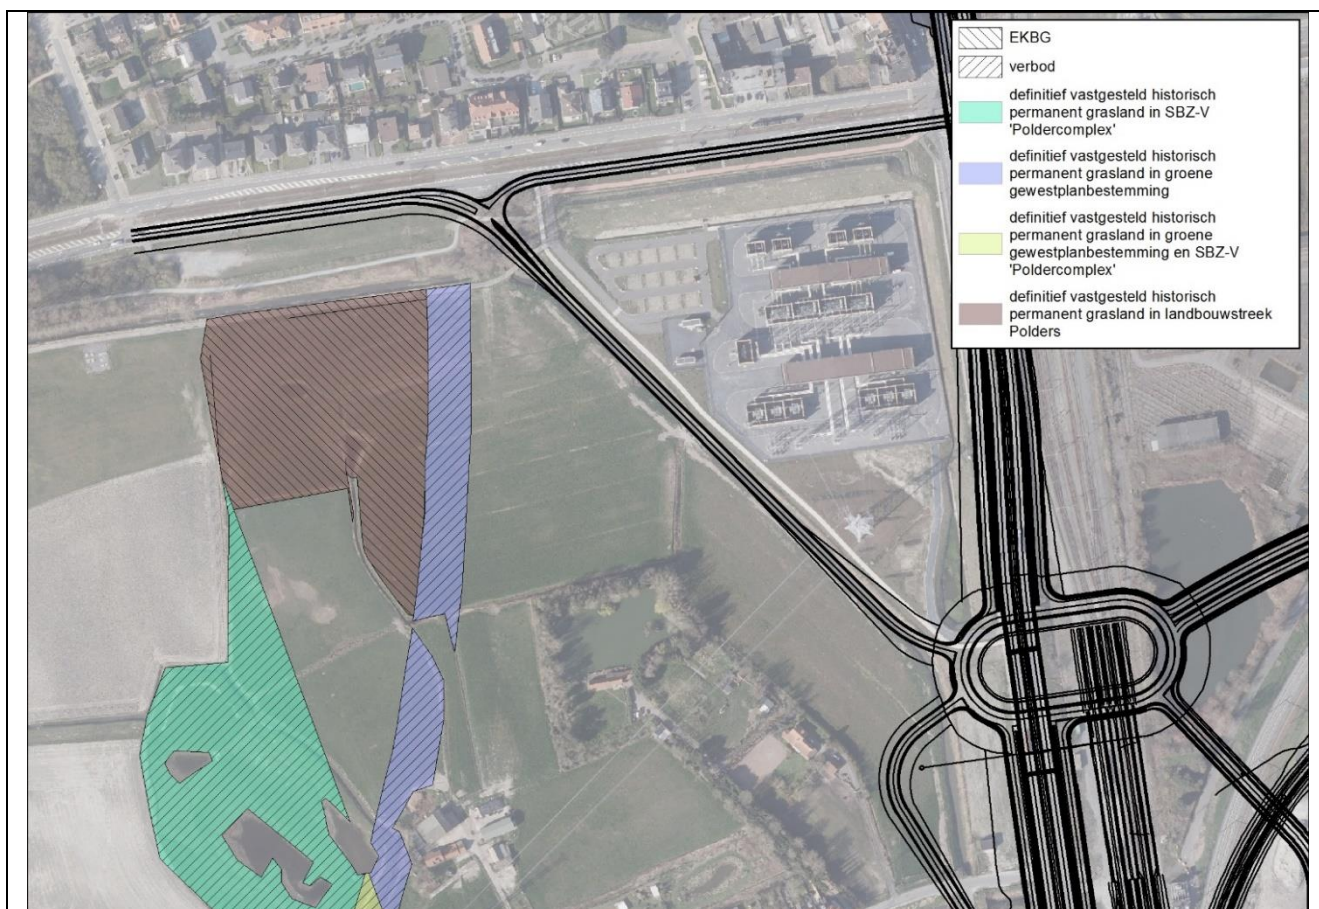 EKBG
verbod
definitief vastgesteld historisch
permanent grasland in SBZ-V
'Poldercomplex'
definitief vastgesteld historisch
permanent grasland in groene
gewestplanbestemming
definitief vastgesteld historisch
permanent grasland in groene
gewestplanbestemming en SBZ-V
'Poldercomplex'
definitief vastgesteld historisch
permanent grasland in landbouwstreek
Polders